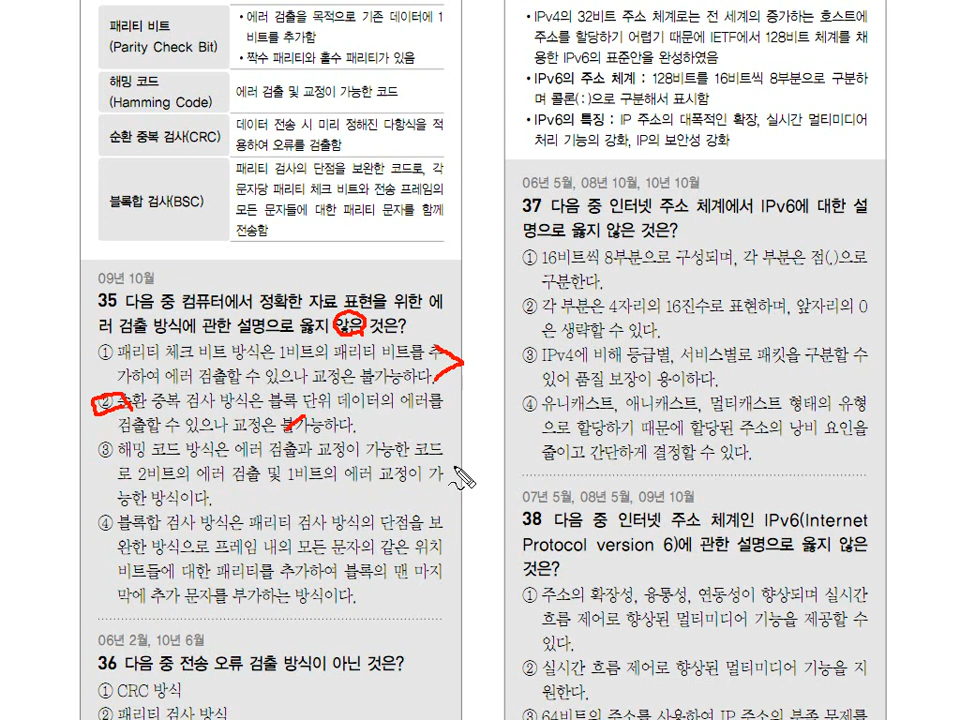 패리티 비트
(Parity Check Bit)
• 에러 검출을 목적으로 기존 데이터에 1
비트를 추가함
• 짝수 패리티와 홀수 패리티가 있음
해밍 코드
(Hamming Code)
에러 검출 및 교정이 가능한 코드
순환 중복 검사(CRC)
데이터 전송 시 미리 정해진 다항식을 적
용하여 오류를 검출함
블록합 검사(BSC)
패리티 검사의 단점을 보완한 코드로, 각
문자당 패리티 체크 비트와 전송 프레임의
모든 문자들에 대한 패리티 문자를 함께
전송함
09년 10월
35 다음 중 컴퓨터에서 정확한 자료 표현을 위한 에
러 검출 방식에 관한 설명으로 옳지 않은 것은?
① 패리티 체크 비트 방식은 1비트의 패리티 비트를 추
가하여 에러 검출할 수 있으나 교정은 불가능하다.
② 순환 중복 검사 방식은 블록 단위 데이터의 에러를
검출할 수 있으나 교정은 불가능하다.
③ 해밍 코드 방식은 에러 검출과 교정이 가능한 코드
로 2비트의 에러 검출 및 1비트의 에러 교정이 가
능한 방식이다.
④ 블록합 검사 방식은 패리티 검사 방식의 단점을 보
완한 방식으로 프레임 내의 모든 문자의 같은 위치
비트들에 대한 패리티를 추가하여 블록의 맨 마지
막에 추가 문자를 부가하는 방식이다.
06년 2월, 10년 6월
36 다음 중 전송 오류 검출 방식이 아닌 것은?
① CRC 방식
② 패리티 검사 방식
• IPv4의 32비트 주소 체계로는 전 세계의 증가하는 호스트에
주소를 할당하기 어렵기 때문에 IETF에서 128비트 체계를 채
용한 IPv6의 표준안을 완성하였음
• IPv6의 주소 체계 : 128비트를 16비트씩 8부분으로 구분하
며 콜론(:)으로 구분해서 표시함
• IPv6의 특징 : IP 주소의 대폭적인 확장, 실시간 멀티미디어
처리 기능의 강화, IP의 보안성 강화
06년 5월, 08년 10월, 10년 10월
37 다음 중 인터넷 주소 체계에서 IPv6에 대한 설
명으로 옳지 않은 것은?
① 16비트씩 8부분으로 구성되며, 각 부분은 점(.)으로
구분한다.
② 각 부분은 4자리의 16진수로 표현하며, 앞자리의 0
은 생략할 수 있다.
③ IPv4에 비해 등급별, 서비스별로 패킷을 구분할 수
있어 품질 보장이 용이하다.
④ 유니캐스트, 애니캐스트, 멀티캐스트 형태의 유형
으로 할당하기 때문에 할당된 주소의 낭비 요인을
줄이고 간단하게 결정할 수 있다.
07년 5월, 08년 5월, 09년 10월
38 다음 중 인터넷 주소 체계인 IPv6(Internet
Protocol version 6)에 관한 설명으로 옳지 않은
것은?
① 주소의 확장성, 융통성, 연동성이 향상되며 실시간
흐름 제어로 향상된 멀티미디어 기능을 제공할 수
있다.
② 실시간 흐름 제어로 향상된 멀티미디어 기능을 지
원한다.
③ 64비트의 주소를 사용하여 IP 주소의 부족 문제를